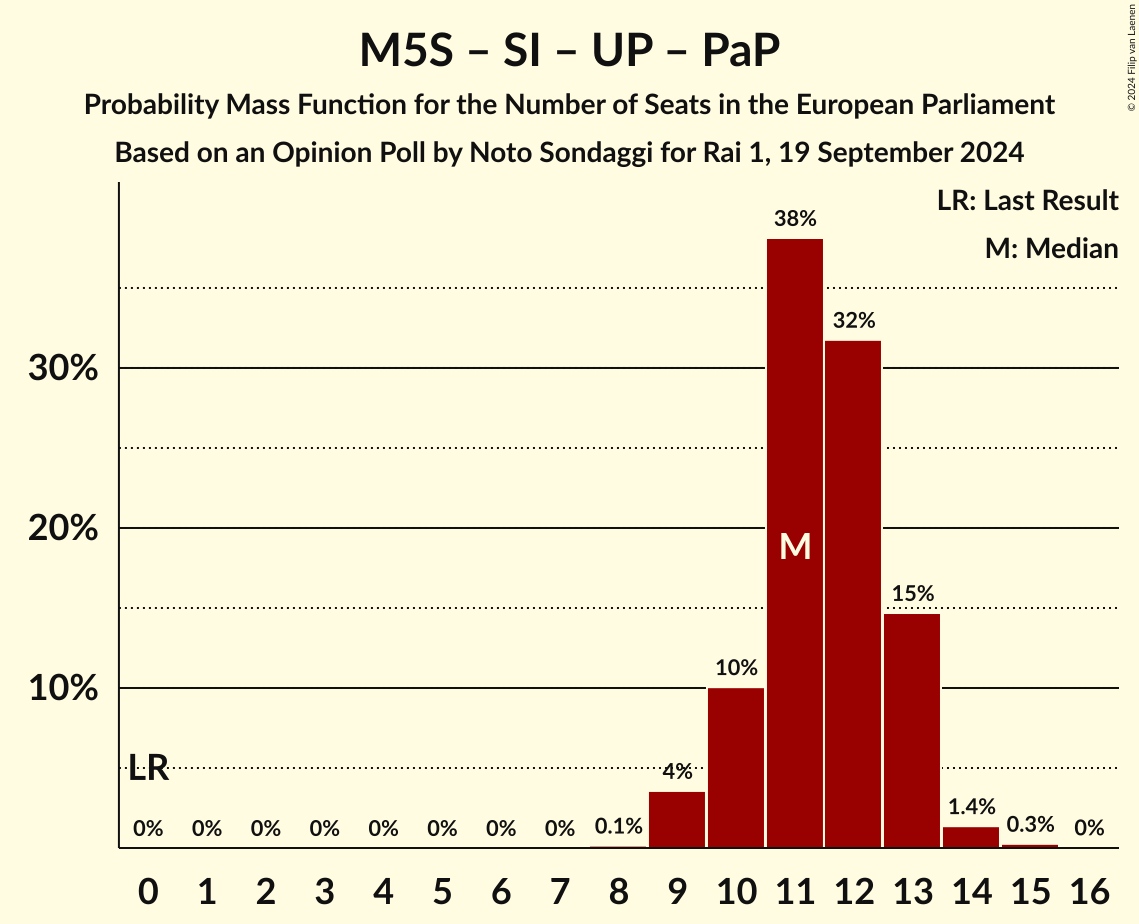 M5S – SI – UP – PaP
Probability Mass Function for the Number of Seats in the European Parliament
Based on an Opinion Poll by Noto Sondaggi for Rai 1, 19 September 2024
© 2024 Filip van Laenen
LR: Last Result
M: Median
38%
32%
30%
M
20%
15%
10%
10%
LR
4%
1.4%
0% 0% 0% 0% 0% 0% 0% 0% 0.1% 0.3% 0%
0 1 2 3 4 5 6 7 8 9 10 11 12 13 14 15 16